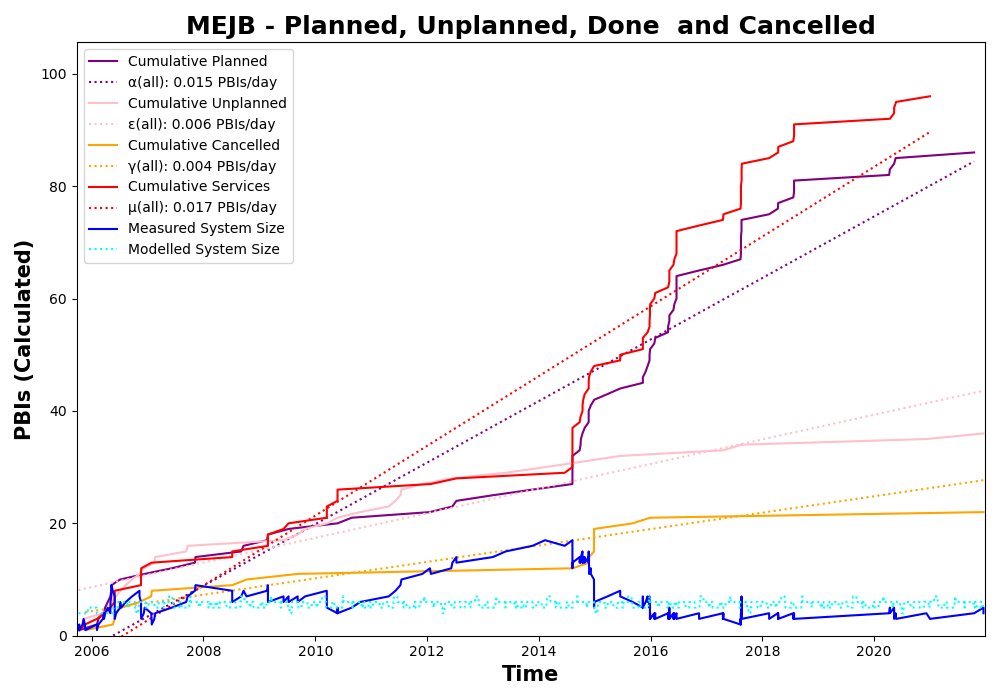 MEJB - Planned, Unplanned, Done  and Cancelled
Cumulative Planned
α(all): 0.015 PBIs/day
Cumulative Unplanned
ε(all): 0.006 PBIs/day
Cumulative Cancelled
γ(all): 0.004 PBIs/day
Cumulative Services
μ(all): 0.017 PBIs/day
Measured System Size
Modelled System Size
PBIs (Calculated)
100
80
60
40
20
0
2006 2008 2010 2012 2014 2016 2018 2020
Time